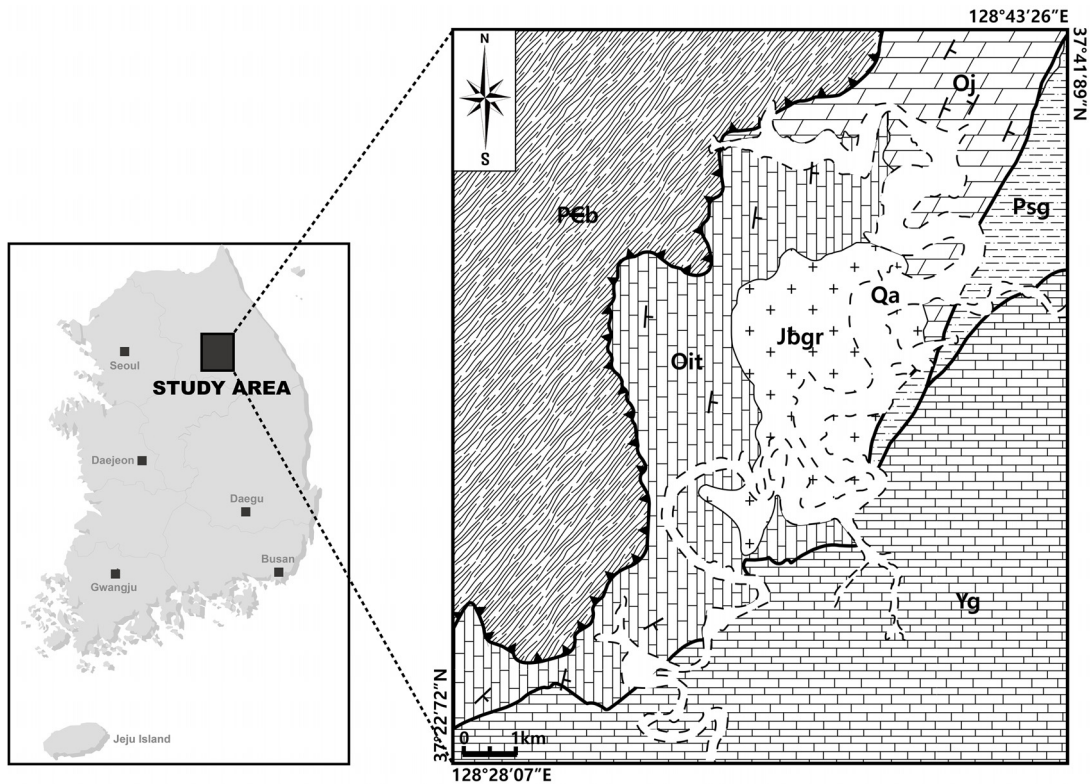 128°43'26"E
37°41'89"N
N
S
Oj
Psg
PЄb
Qa
Jbgr
Oit
Yg
Seoul
STUDY AREA
Daejeon
Daegu
Busan
Gwangju
Jeju Island
37°22'72"N
0 1km
128°28'07"E